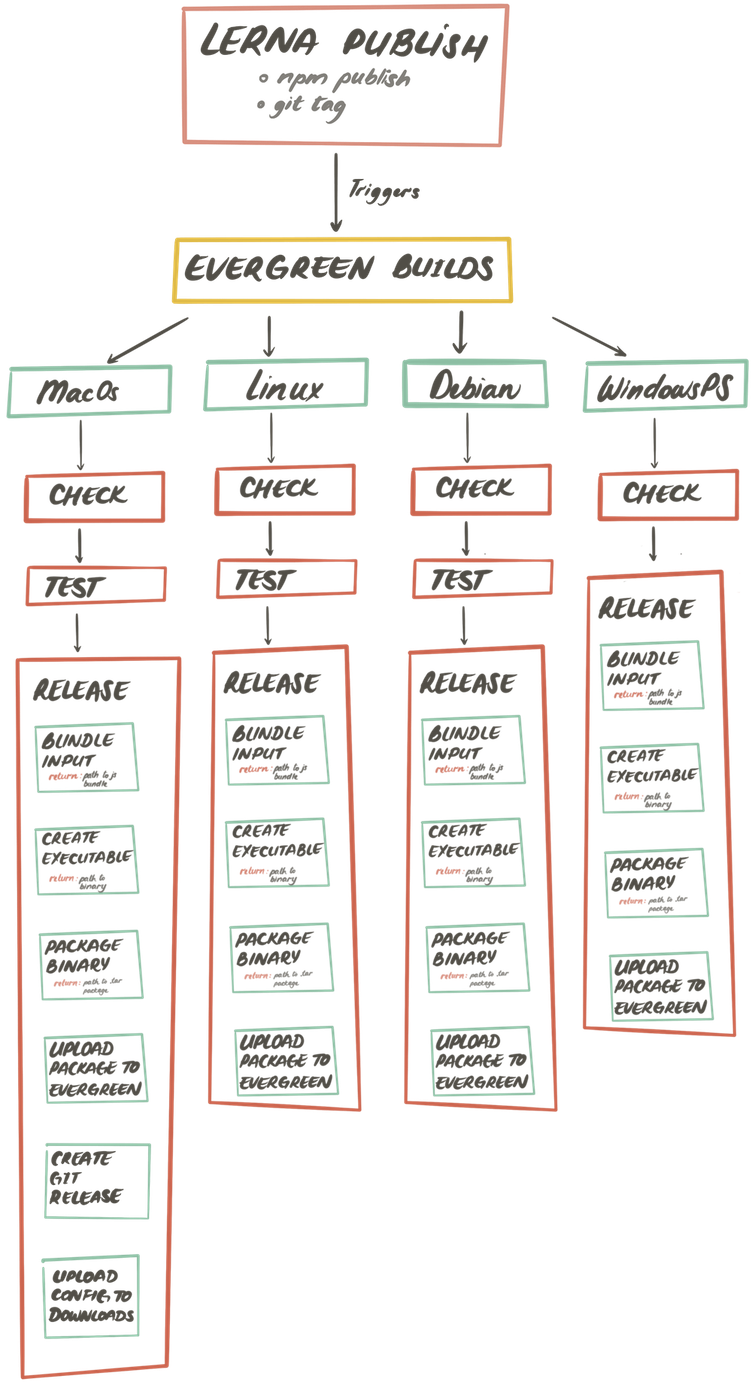 LERNA PUBLISH
npm publish
git tag
Triggers
EVERGREEN BUILDS
MacOs
Linux
Debian
WindowsPS
CHECK
CHECK
CHECK
CHECK
TEST
TEST
TEST
RELEASE
BUNDLE
INPUT
return: path to js
bundle
CREATE
EXECUTABLE
return: path to
binary
PACKAGE
BINARY
return: path to .tar
package
UPLOAD
PACKAGE TO
EVERGREEN
CREATE
GIT
RELEASE
UPLOAD
CONFIG TO
DOWNLOADS
RELEASE
BUNDLE
INPUT
return: path to js
bundle
CREATE
EXECUTABLE
return: path to
binary
PACKAGE
BINARY
return: path to .tar
package
UPLOAD
PACKAGE TO
EVERGREEN
RELEASE
BUNDLE
INPUT
return: path to js
bundle
CREATE
EXECUTABLE
return: path to
binary
PACKAGE
BINARY
return: path to .tar
package
UPLOAD
PACKAGE TO
EVERGREEN
RELEASE
BUNDLE
INPUT
return: path to js
bundle
CREATE
EXECUTABLE
return: path to
binary
PACKAGE
BINARY
return: path to .tar
package
UPLOAD
PACKAGE TO
EVERGREEN